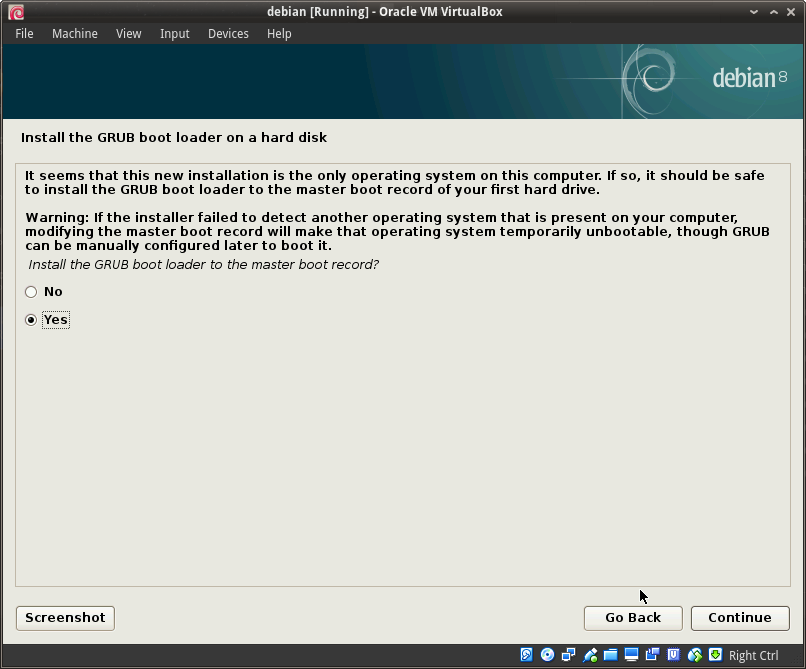 debian [Running] - Oracle VM VirtualBox
File Machine View Input Devices Help
debian 8
Install the GRUB boot loader on a hard disk
It seems that this new installation is the only operating system on this computer. If so, it should be safe
to install the GRUB boot loader to the master boot record of your first hard drive.
Warning: If the installer failed to detect another operating system that is present on your computer,
modifying the master boot record will make that operating system temporarily unbootable, though GRUB
can be manually configured later to boot it.
Install the GRUB boot loader to the master boot record?
No
Yes
Screenshot Go Back Continue
Right Ctrl